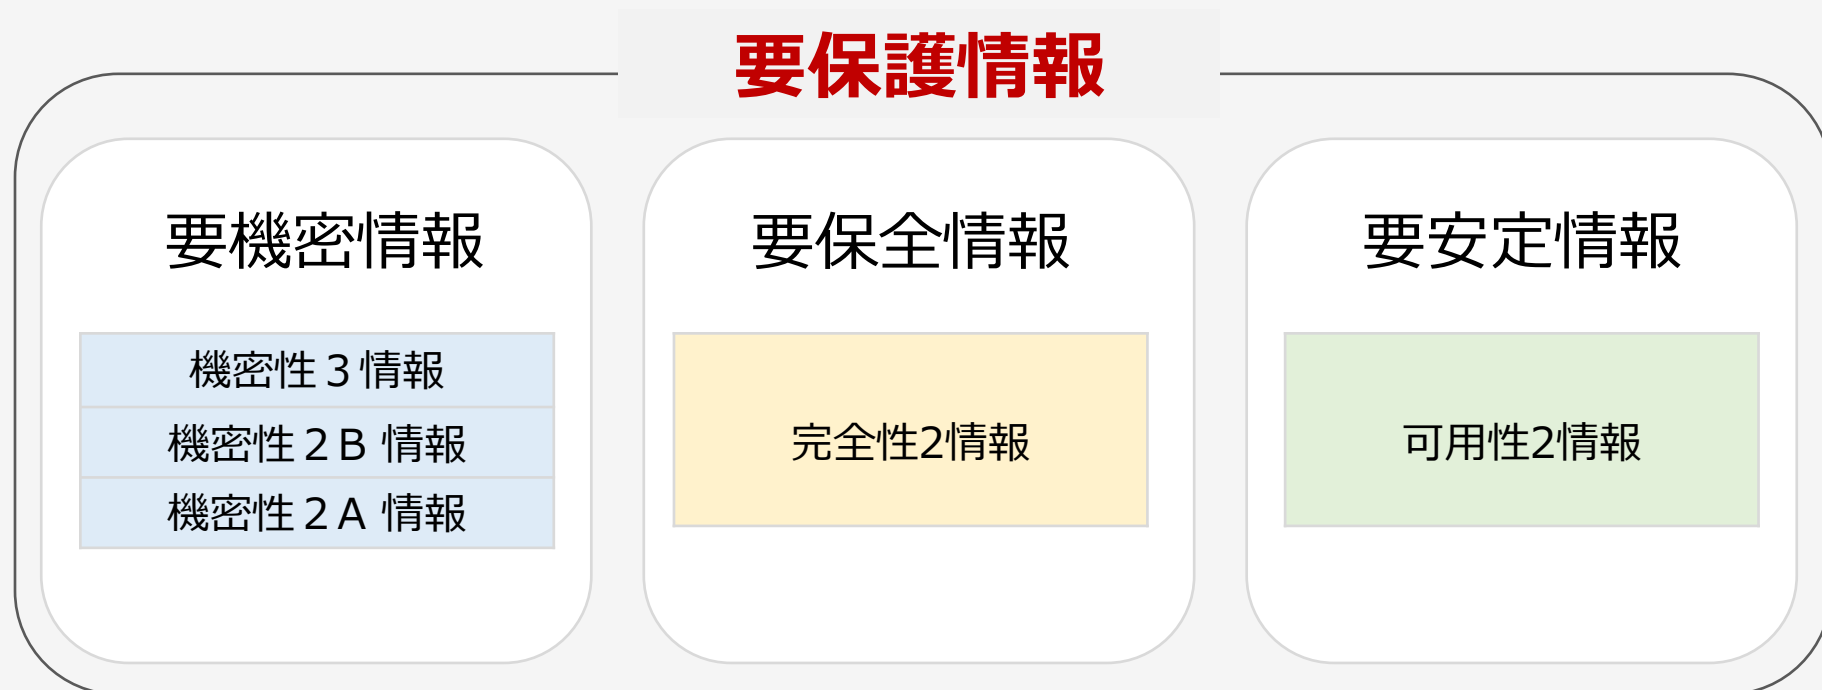 要保護情報
要機密情報
機密性３情報
機密性２Ｂ 情報
機密性２Ａ 情報
要保全情報
完全性2情報
要安定情報
可用性2情報